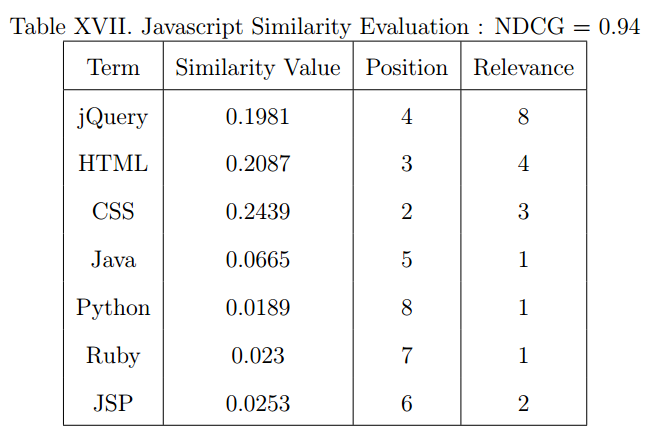 Table XVII. Javascript Similarity Evaluation : NDCG = 0.94
Term Similarity Value Position Relevance
jQuery 0.1981 4 8
HTML 0.2087 3 4
CSS 0.2439 2 3
Java 0.0665 5 1
Python 0.0189 8 1
Ruby 0.023 7 1
JSP 0.0253 6 2